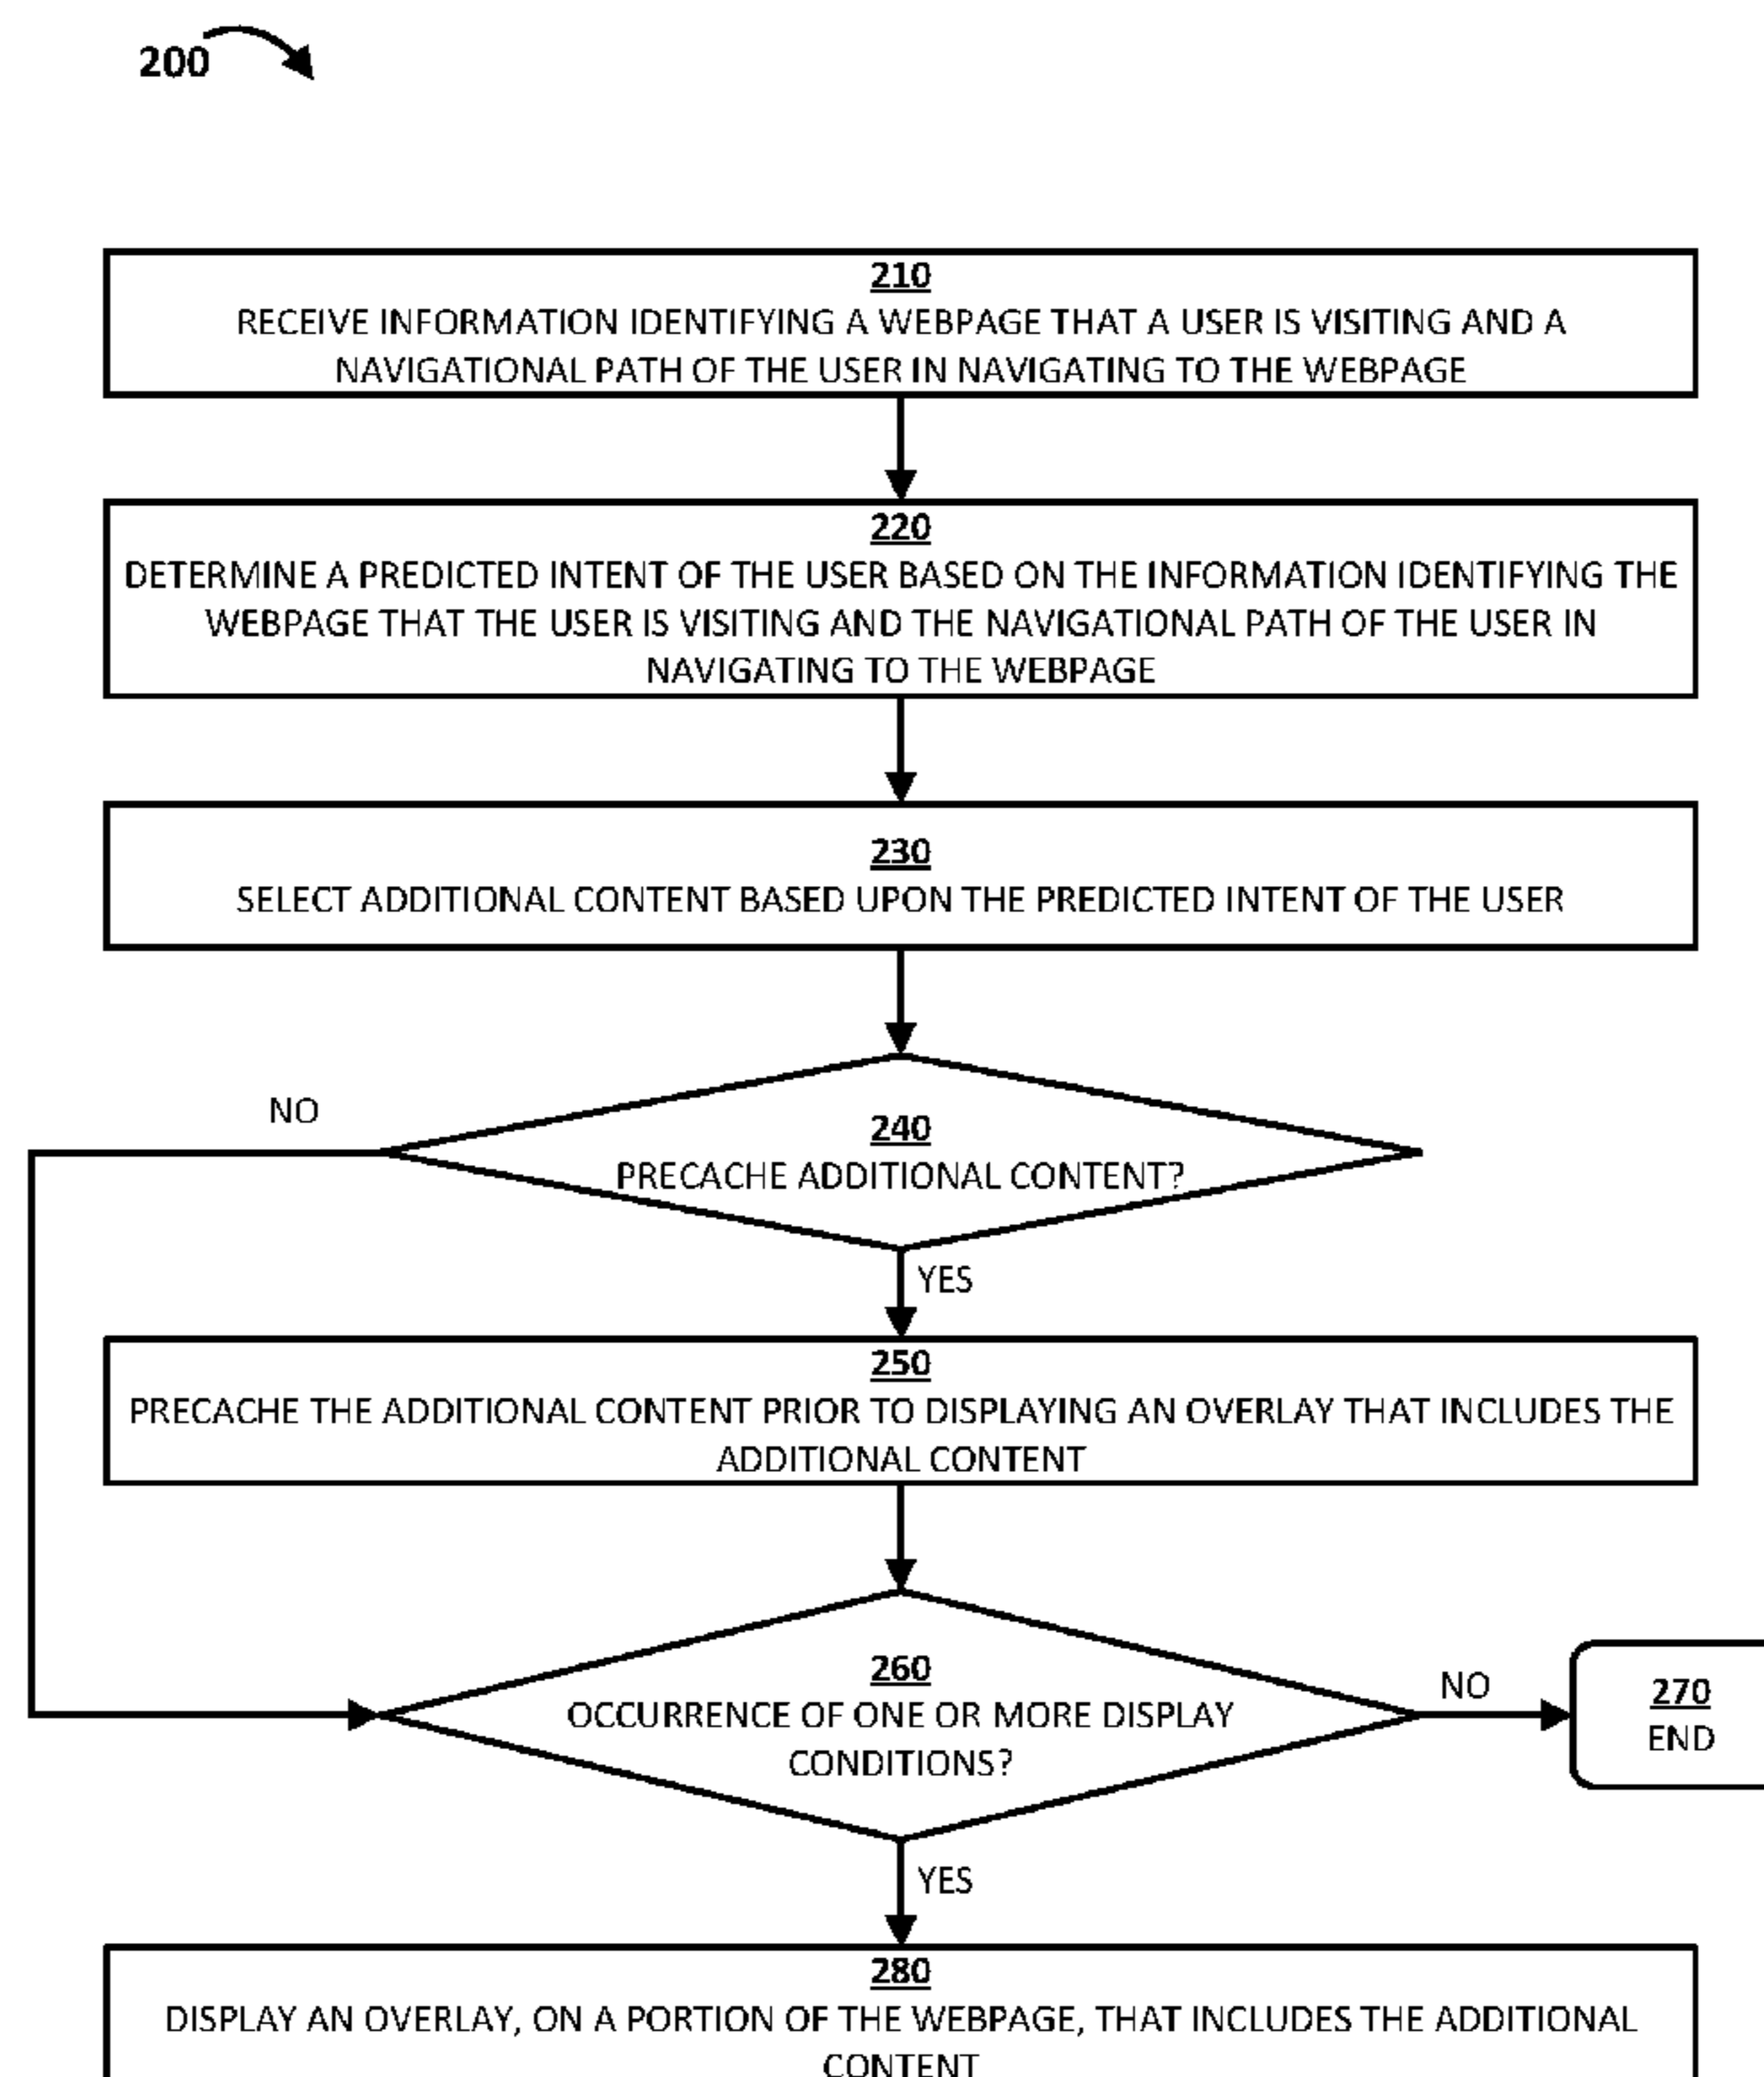 200
210
RECEIVE INFORMATION IDENTIFYING A WEBPAGE THAT A USER IS VISITING AND A
NAVIGATIONAL PATH OF THE USER IN NAVIGATING TO THE WEBPAGE
220
DETERMINE A PREDICTED INTENT OF THE USER BASED ON THE INFORMATION IDENTIFYING THE
WEBPAGE THAT THE USER IS VISITING AND THE NAVIGATIONAL PATH OF THE USER IN
NAVIGATING TO THE WEBPAGE
230
SELECT ADDITIONAL CONTENT BASED UPON THE PREDICTED INTENT OF THE USER
NO
240
PRECACHE ADDITIONAL CONTENT?
YES
250
PRECACHE THE ADDITIONAL CONTENT PRIOR TO DISPLAYING AN OVERLAY THAT INCLUDES THE
ADDITIONAL CONTENT
260
OCCURRENCE OF ONE OR MORE DISPLAY
CONDITIONS?
NO
270
END
YES
280
DISPLAY AN OVERLAY, ON A PORTION OF THE WEBPAGE, THAT INCLUDES THE ADDITIONAL
CONTENT